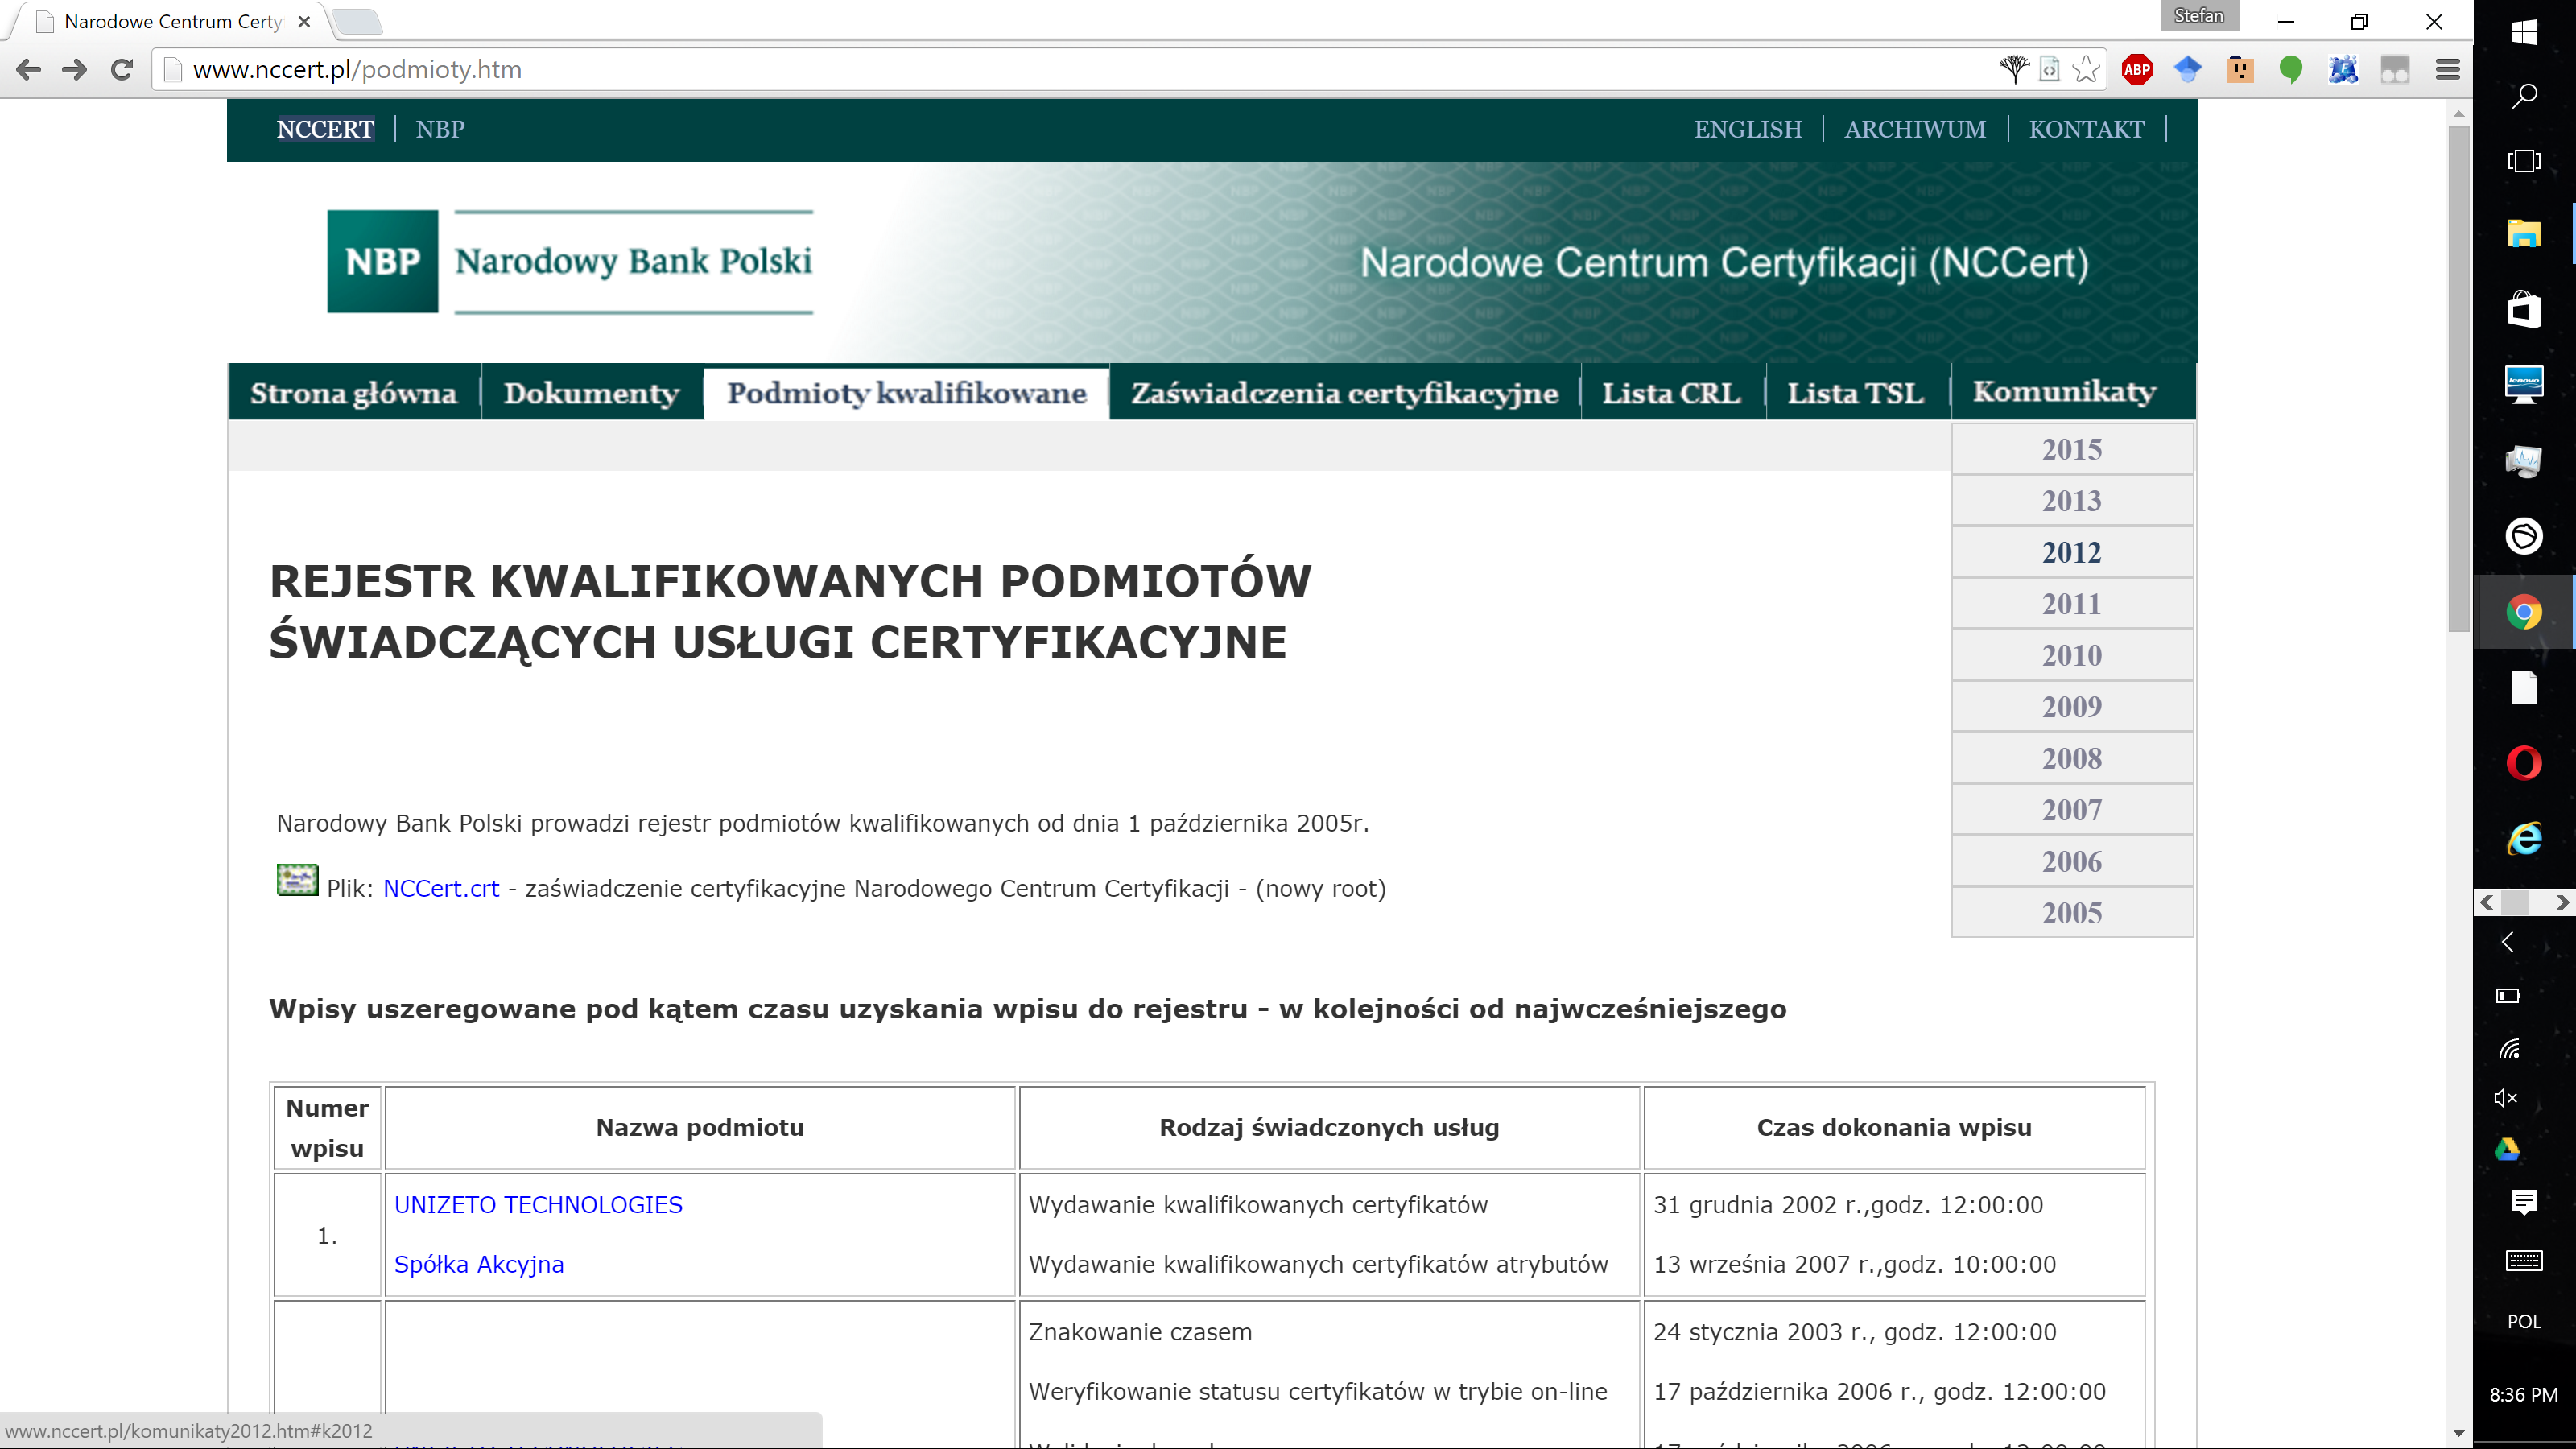 Narodowe Centrum Certy
Stefan
www.nccert.pl/podmioty.htm
ABP
NCCERT NBP ENGLISH ARCHIWUM KONTAKT
NBP Narodowy Bank Polski
Narodowe Centrum Certyfikacji (NCCert)
Strona główna Dokumenty Podmioty kwalifikowane Zaświadczenia certyfikacyjne Lista CRL Lista TSL Komunikaty
2015
2013
2012
2011
2010
2009
2008
2007
2006
2005
REJESTR KWALIFIKOWANYCH PODMIOTÓW
ŚWIADCZĄCYCH USŁUGI CERTYFIKACYJNE
Narodowy Bank Polski prowadzi rejestr podmiotów kwalifikowanych od dnia 1 października 2005r.
Plik: NCCert.crt - zaświadczenie certyfikacyjne Narodowego Centrum Certyfikacji - (nowy root)
Wpisy uszeregowane pod kątem czasu uzyskania wpisu do rejestru - w kolejności od najwcześniejszego
Numer wpisu Nazwa podmiotu Rodzaj świadczonych usług Czas dokonania wpisu
1.
UNIZETO TECHNOLOGIES Wydawanie kwalifikowanych certyfikatów 31 grudnia 2002 r.,godz. 12:00:00
Spółka Akcyjna Wydawanie kwalifikowanych certyfikatów atrybutów 13 września 2007 r.,godz. 10:00:00
Znakowanie czasem 24 stycznia 2003 r., godz. 12:00:00
Weryfikowanie statusu certyfikatów w trybie on-line 17 października 2006 r., godz. 12:00:00
www.nccert.pl/komunikaty2012.htm#k2012
lenovo
POL
8:36 PM